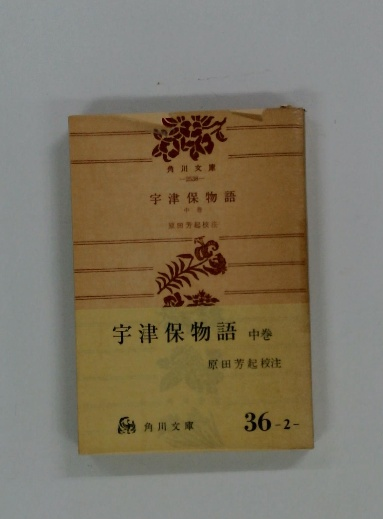 角川文庫
宇津保物語
中巻
原田芳起校注
宇津保物語 中巻
原田芳起校注
角川文庫 36-2-